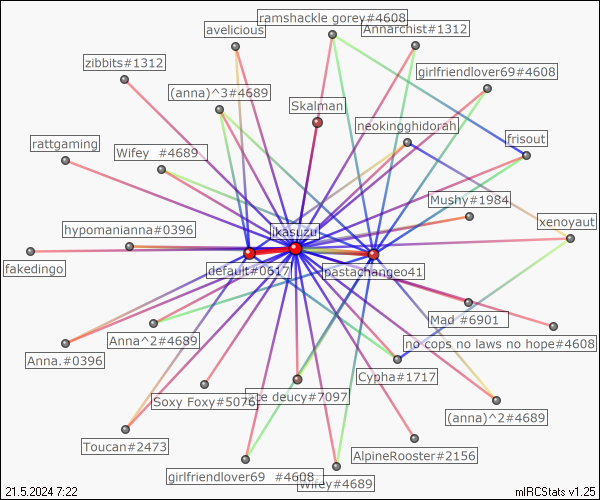 ramshackle gorey#4608
avelicious
Annarchist#1312
zibbits#1312
girlfriendlover69#4608
(anna)^3#4689
Skalman
neokingghidorah
rattgaming
frisout
Wifey #4689
Mushy#1984
hypomanianna#0396
ikasuzu
xenoyaut
fakedingo
default#0617
pastachangeo41
Mad #6901
Anna^2#4689
no cops no laws no hope#4608
Anna.#0396
Cypha#1717
Soxy Foxy#5076
te deucy#7097
(anna)^2#4689
Toucan#2473
AlpineRooster#2156
girlfriendlover69 #4608
Wifey#4689
21.5.2024 7:22
mIRCStats v1.25